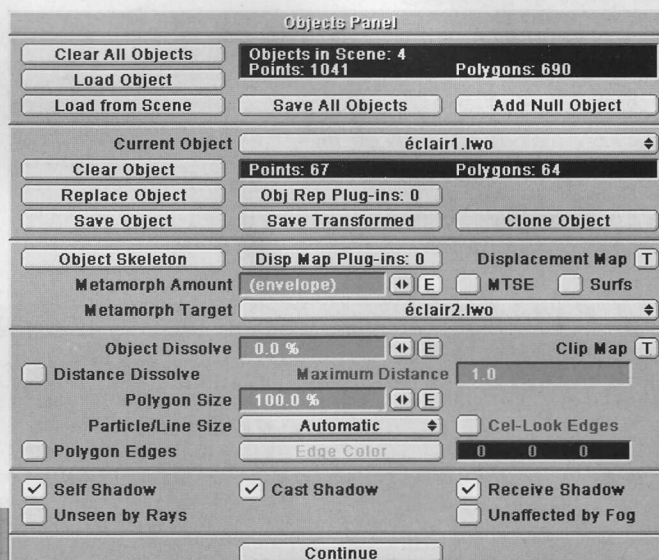 Objects Panel
Clear All Objects
Objects in Scene: 4
Points: 1041 Polygons: 690
Load Object
Load from Scene Save All Objects Add Null Object
Current Object éclair1.lwo
Clear Object Points: 67 Polygons: 64
Replace Object Obj Rep Plug-ins: 0
Save Object Save Transformed Clone Object
Object Skeleton Disp Map Plug-ins: 0 Displacement Map T
Metamorph Amount (envelope) E MTSE Surfs
Metamorph Target éclair2.lwo
Object Dissolve 0.0 % E Clip Map T
Distance Dissolve Maximum Distance 1.0
Polygon Size 100.0 % E
Particle/Line Size Automatic Cel-Look Edges
Polygon Edges Edge Color 0 0 0
Self Shadow Cast Shadow Receive Shadow
Unseen by Rays Unaffected by Fog
Continue